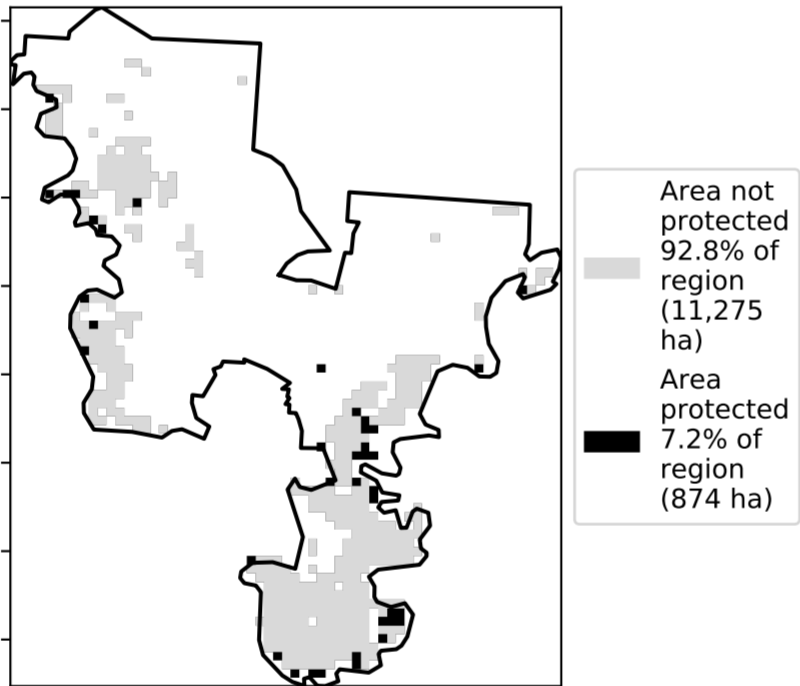 Area not
protected
92.8% of
region
(11,275
ha)
Area
protected
7.2% of
region
(874 ha)